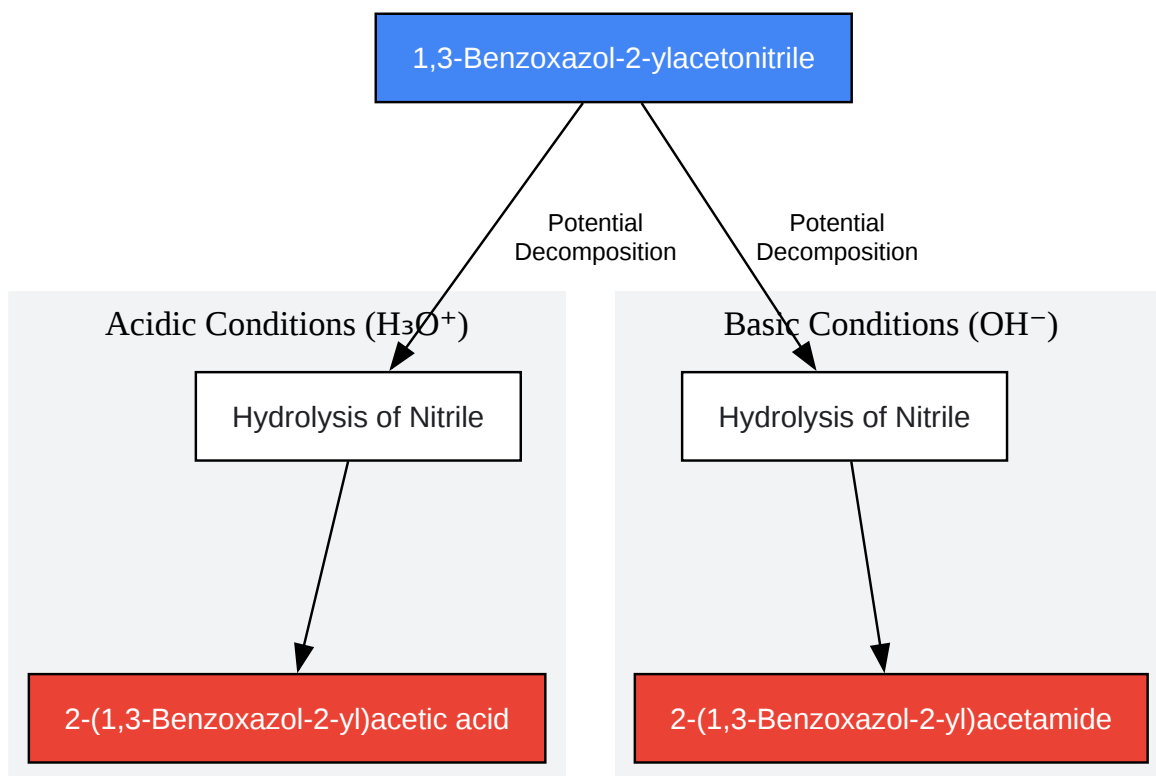 1,3-Benzoxazol-2-ylacetonitrile
Potential
Decomposition
Potential
Decomposition
Acidic Conditions (H₃O⁺)
Basic Conditions (OH⁻)
Hydrolysis of Nitrile
Hydrolysis of Nitrile
2-(1,3-Benzoxazol-2-yl)acetic acid
2-(1,3-Benzoxazol-2-yl)acetamide